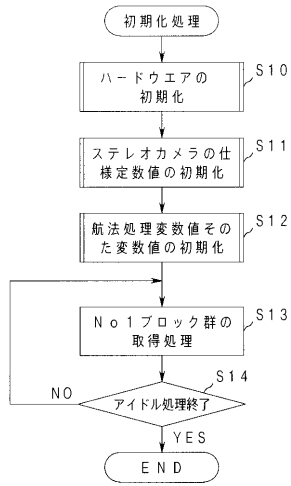 初期化処理
ハードウエアの
初期化
S10
ステレオカメラの仕
様定数値の初期化
S11
航法処理変数値その
た変数値の初期化
S12
No1ブロック群の
取得処理
S13
S14
アイドル処理終了
NO
YES
END